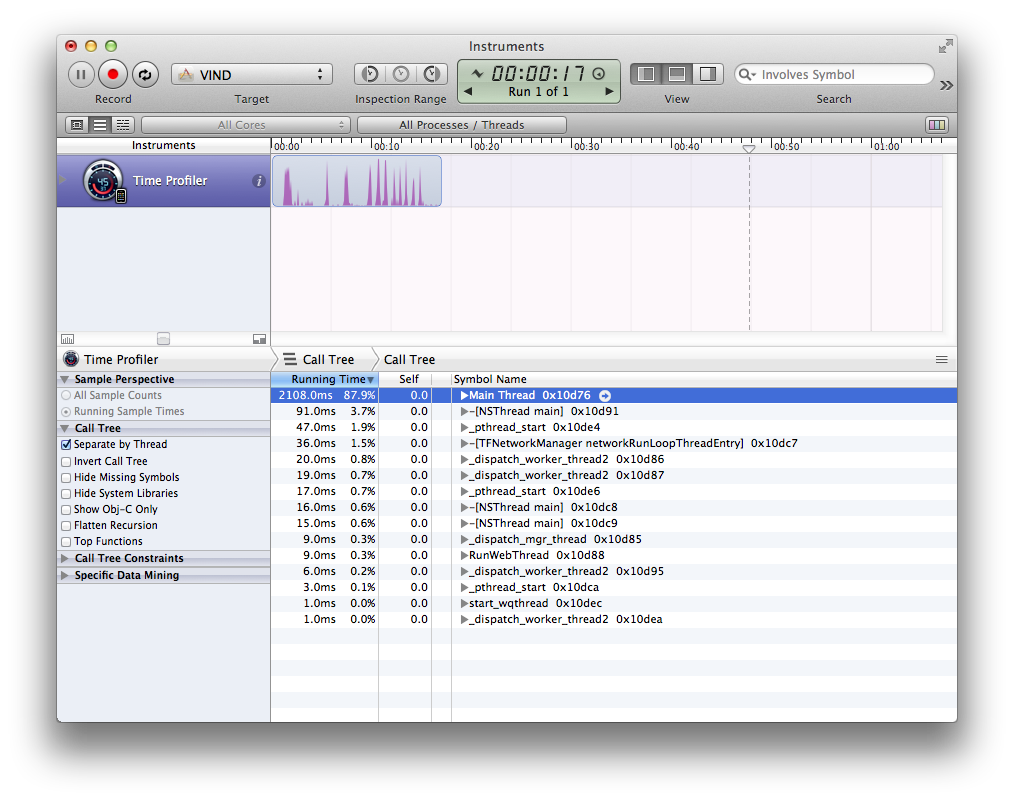 Instruments
VIND
00:00:17
Run 1 of 1
Involves Symbol
Record
Target
Inspection Range
View
Search
All Cores
All Processes / Threads
Instruments
00:00 00:10 00:20 00:30 00:40 00:50 01:00
Time Profiler
Time Profiler
Call Tree
Call Tree
Sample Perspective
All Sample Counts
Running Sample Times
Call Tree
Separate by Thread
Invert Call Tree
Hide Missing Symbols
Hide System Libraries
Show Obj-C Only
Flatten Recursion
Top Functions
Call Tree Constraints
Specific Data Mining
Running Time Self Symbol Name
2108.0ms 87.9% 0.0 Main Thread 0x10d76
91.0ms 3.7% 0.0 -[NSThread main] 0x10d91
47.0ms 1.9% 0.0 _pthread_start 0x10de4
36.0ms 1.5% 0.0 -[TFNetworkManager networkRunLoopThreadEntry] 0x10dc7
20.0ms 0.8% 0.0 _dispatch_worker_thread2 0x10d86
19.0ms 0.7% 0.0 _dispatch_worker_thread2 0x10d87
17.0ms 0.7% 0.0 _pthread_start 0x10de6
16.0ms 0.6% 0.0 -[NSThread main] 0x10dc8
15.0ms 0.6% 0.0 -[NSThread main] 0x10dc9
9.0ms 0.3% 0.0 _dispatch_mgr_thread 0x10d85
9.0ms 0.3% 0.0 RunWebThread 0x10d88
6.0ms 0.2% 0.0 _dispatch_worker_thread2 0x10d95
3.0ms 0.1% 0.0 _pthread_start 0x10dca
1.0ms 0.0% 0.0 start_wqthread 0x10dec
1.0ms 0.0% 0.0 _dispatch_worker_thread2 0x10dea